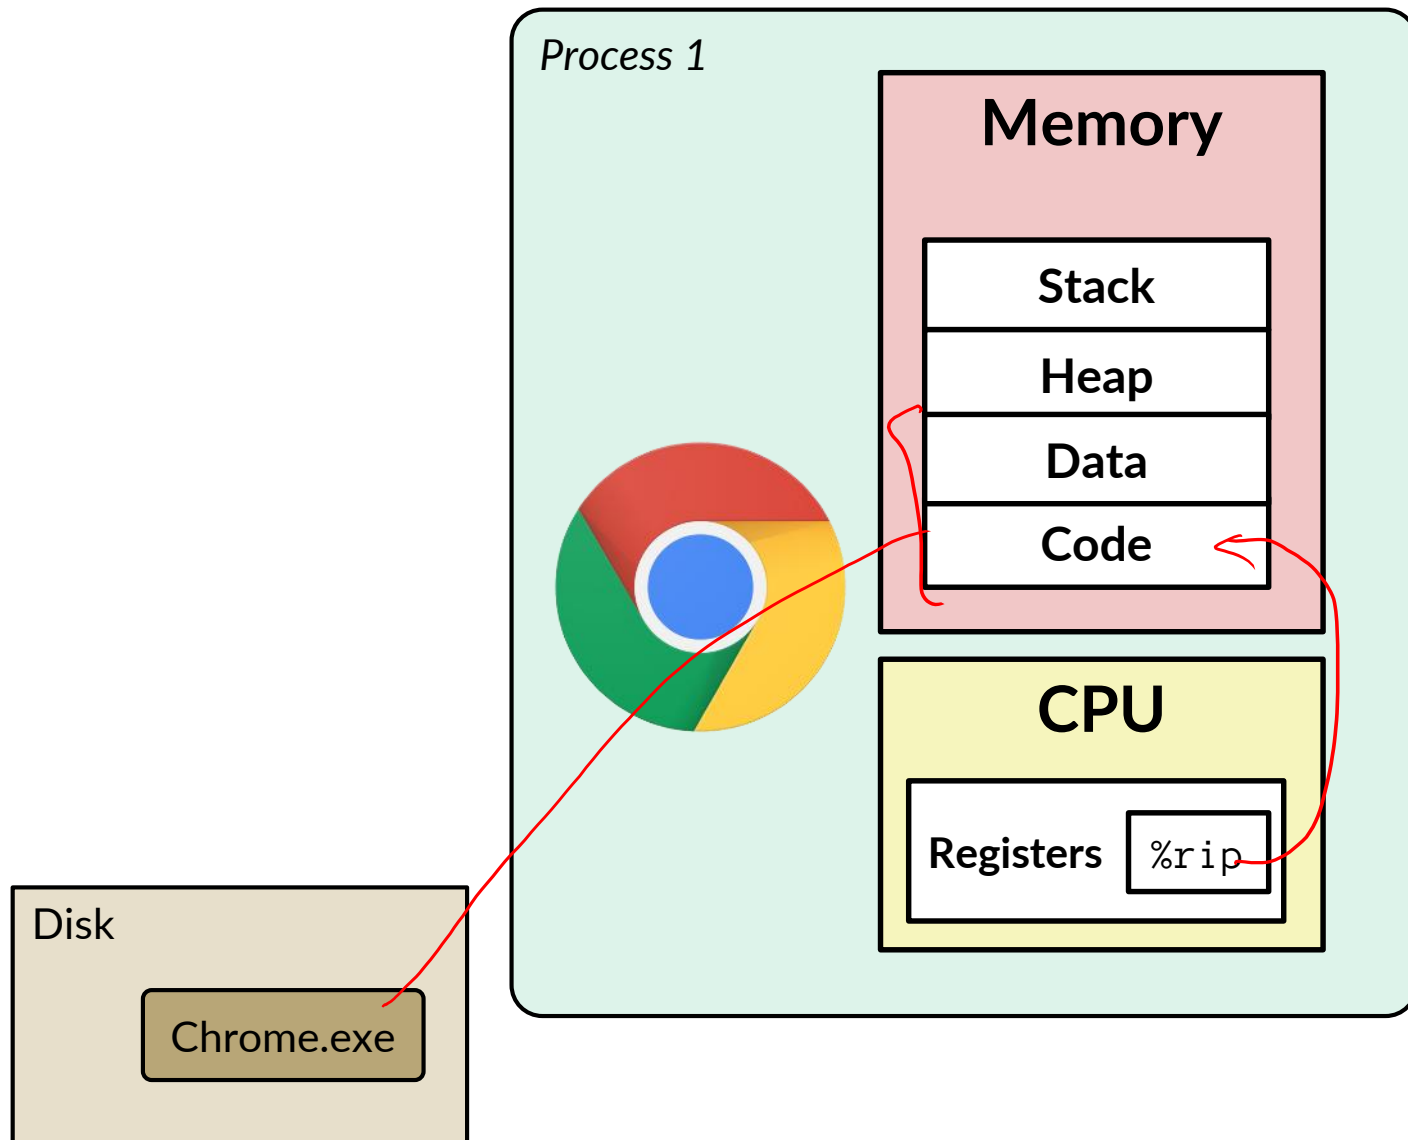 Process 1
Memory
Stack
Heap
Data
Code
CPU
Registers %rip
Disk
Chrome.exe